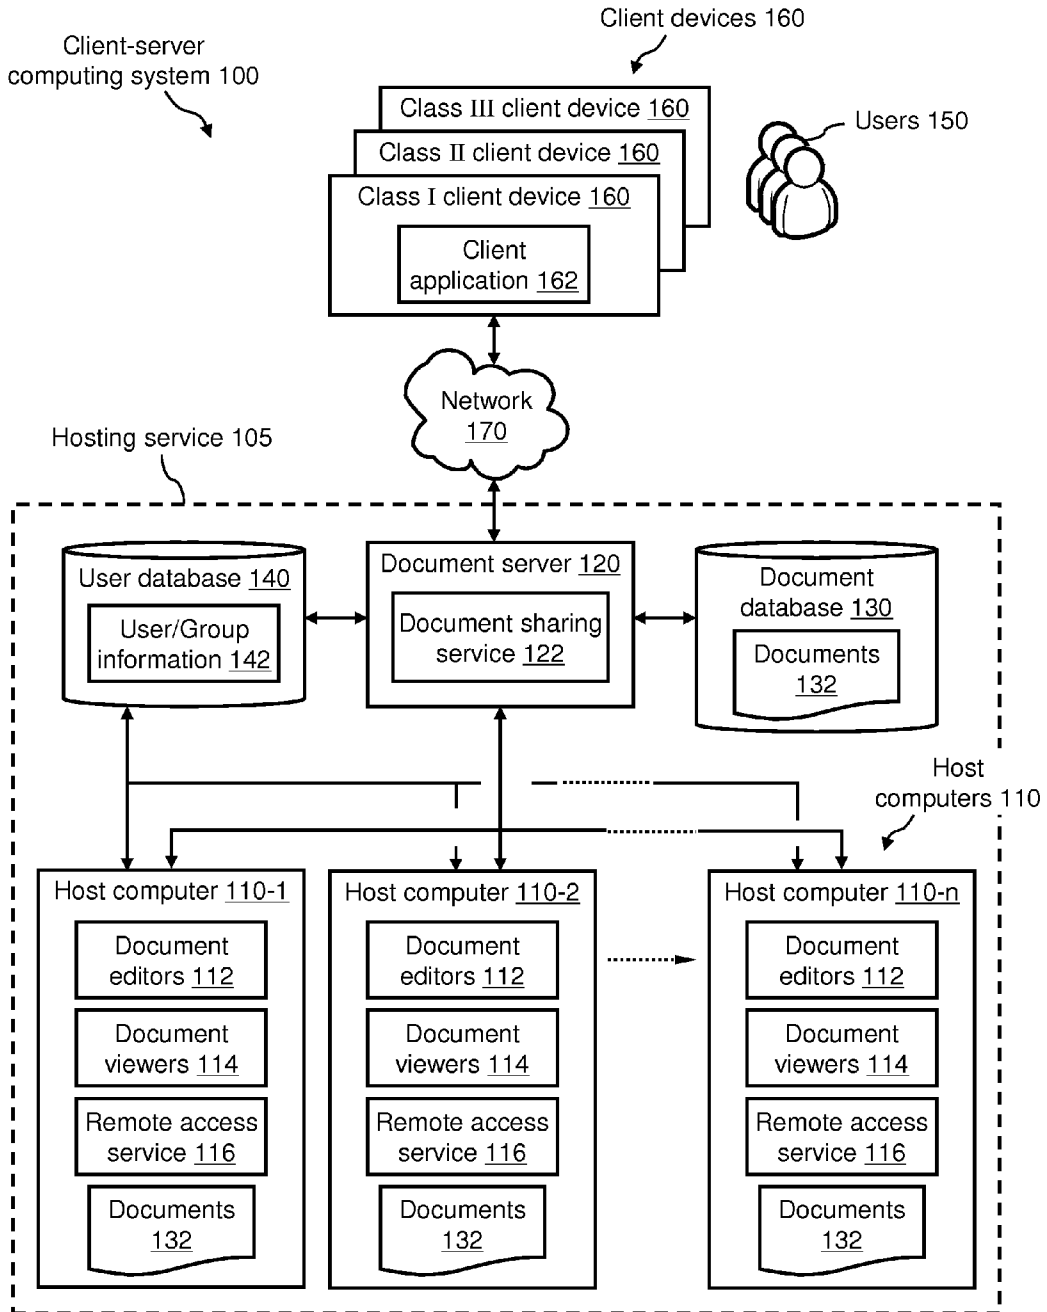 Client devices 160
Client-server
computing system 100
Class III client device 160
Users 150
Class II client device 160
Class I client device 160
Client
application 162
Network
170
Hosting service 105
User database 140
User/Group
information 142
Document server 120
Document sharing
service 122
Document
database 130
Documents
132
Host
computers 110
Host computer 110-1
Document
editors 112
Document
viewers 114
Remote access
service 116
Documents
132
Host computer 110-2
Document
editors 112
Document
viewers 114
Remote access
service 116
Documents
132
Host computer 110-n
Document
editors 112
Document
viewers 114
Remote access
service 116
Documents
132